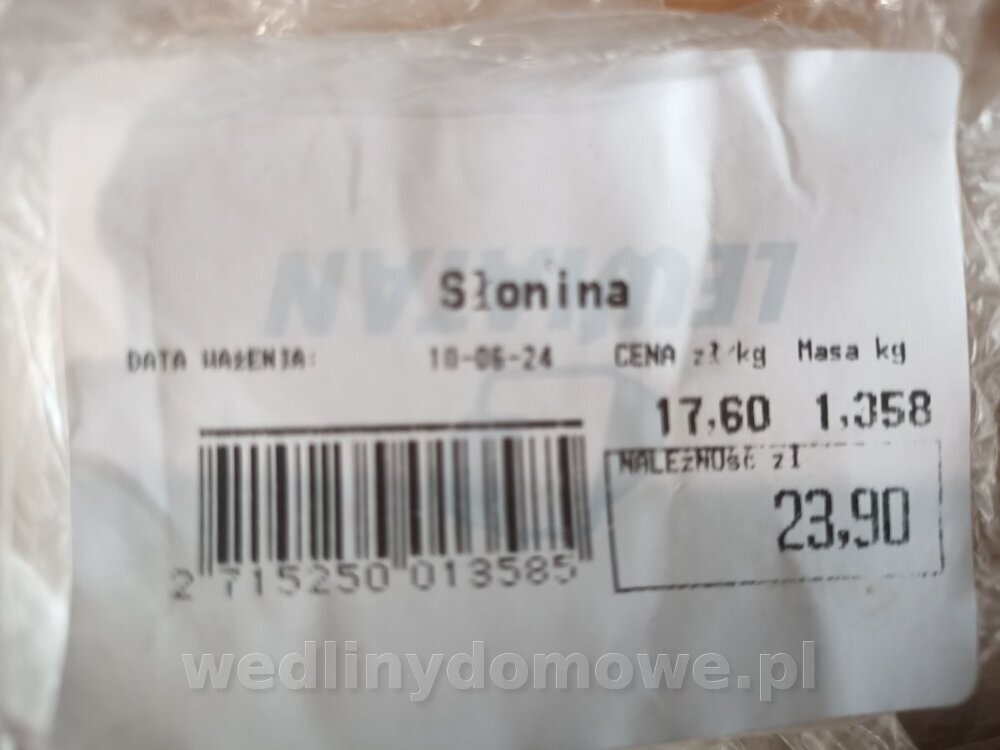 LEWIATAN
Słonina
DATA WAŻENIA: 10-06-24 CENA zł/kg Masa kg
17,60 1,358
NALEŻNOŚć zł
23,90
2 715250 013585
wedlinydomowe.pl